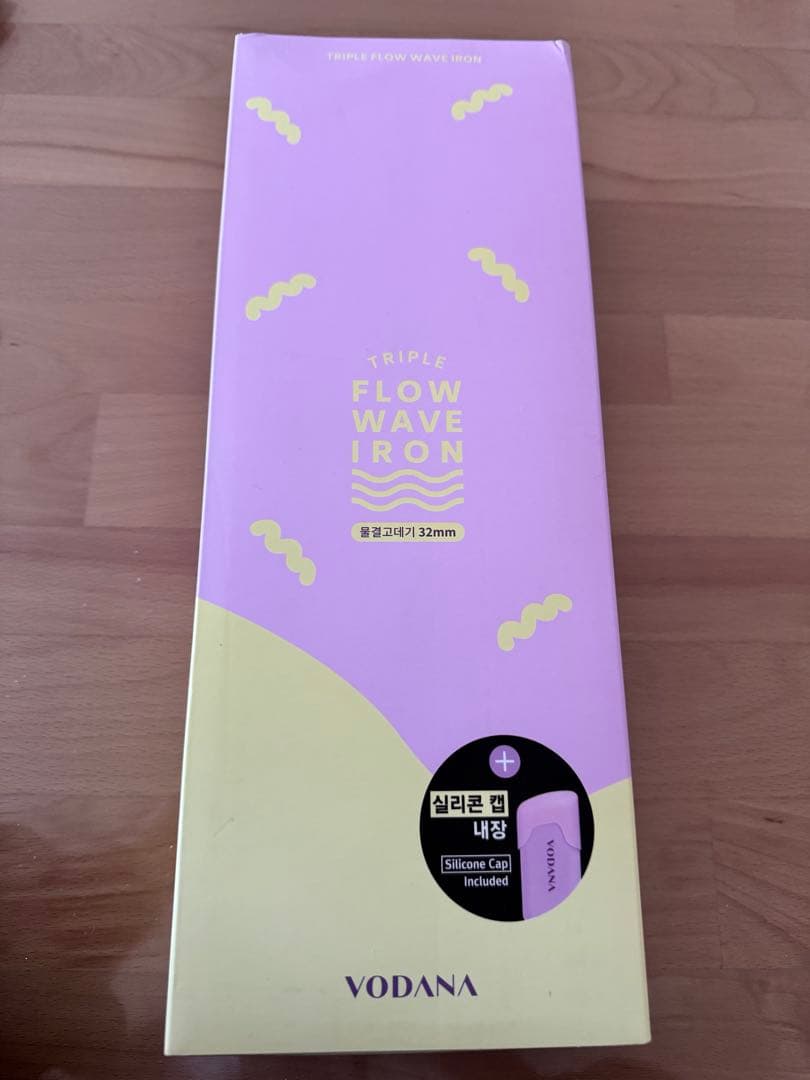 TRIPLE FLOW WAVE IRON
TRIPLE
FLOW
WAVE
IRON
물결고데기 32mm
+
실리콘 캡
내장
Silicone Cap
Included
VODANA
VODANA